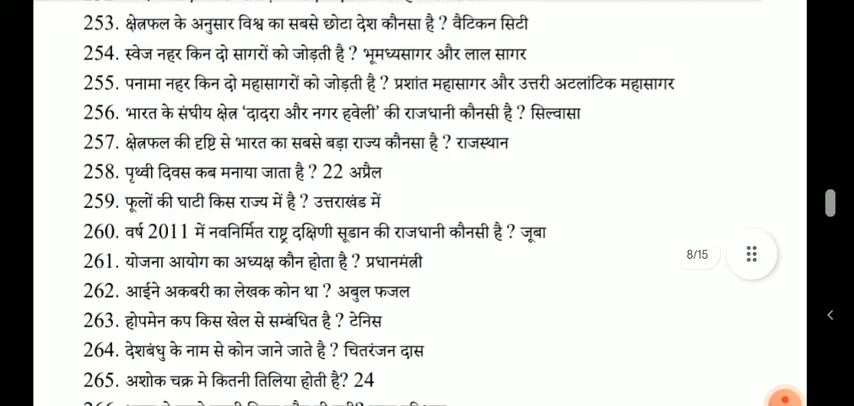 253. क्षेत्रफल के अनुसार विश्व का सबसे छोटा देश कौनसा है ? वैटिकन सिटी
254. स्वेज नहर किन दो सागरों को जोड़ती है ? भूमध्यसागर और लाल सागर
255. पनामा नहर किन दो महासागरों को जोड़ती है ? प्रशांत महासागर और उत्तरी अटलांटिक महासागर
256. भारत के संघीय क्षेत्र ‘दादरा और नगर हवेली’ की राजधानी कौनसी है ? सिल्वासा
257. क्षेत्रफल की दृष्टि से भारत का सबसे बड़ा राज्य कौनसा है ? राजस्थान
258. पृथ्वी दिवस कब मनाया जाता है ? 22 अप्रैल
259. फूलों की घाटी किस राज्य में है ? उत्तराखंड में
260. वर्ष 2011 में नवनिर्मित राष्ट्र दक्षिणी सूडान की राजधानी कौनसी है ? जूबा
261. योजना आयोग का अध्यक्ष कौन होता है ? प्रधानमंत्री
8/15
262. आईने अकबरी का लेखक कोन था ? अबुल फजल
263. होपमेन कप किस खेल से सम्बंधित है ? टेनिस
264. देशबंधु के नाम से कोन जाने जाते है ? चितरंजन दास
265. अशोक चक्र मे कितनी तिलिया होती है? 24